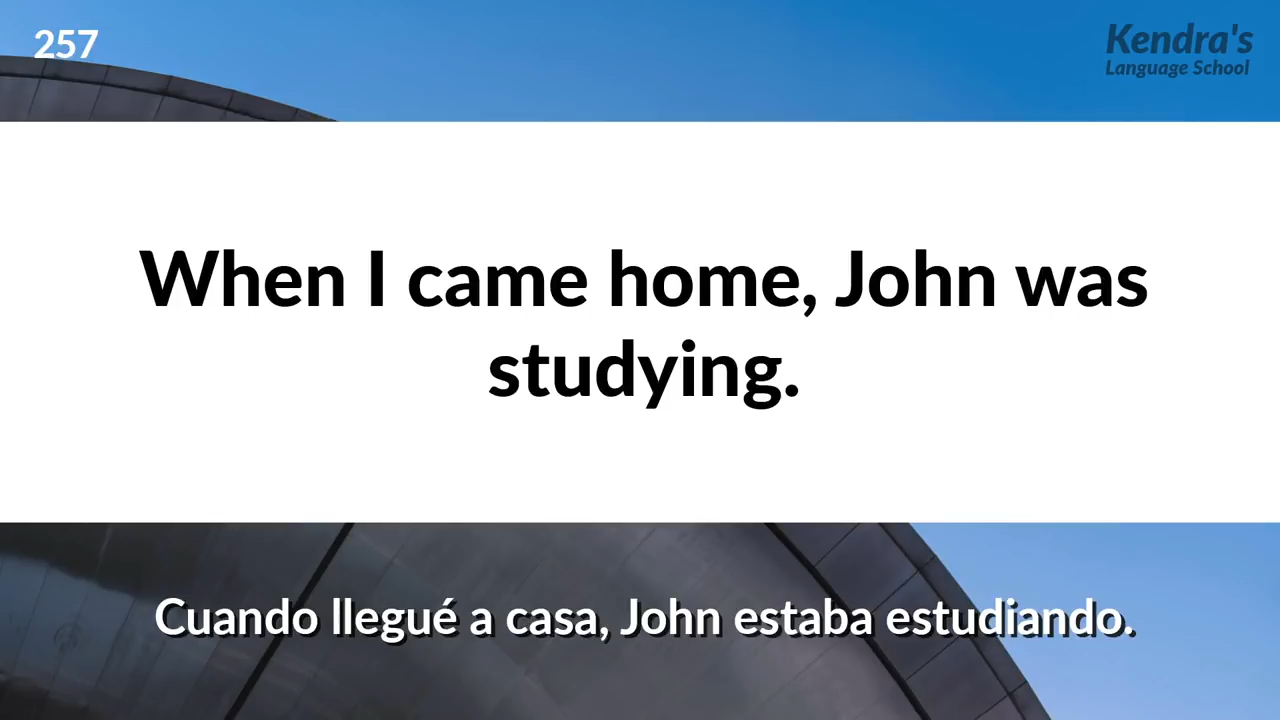 257
Kendra's
Language School
When I came home, John was
studying.
Cuando llegué a casa, John estaba estudiando.